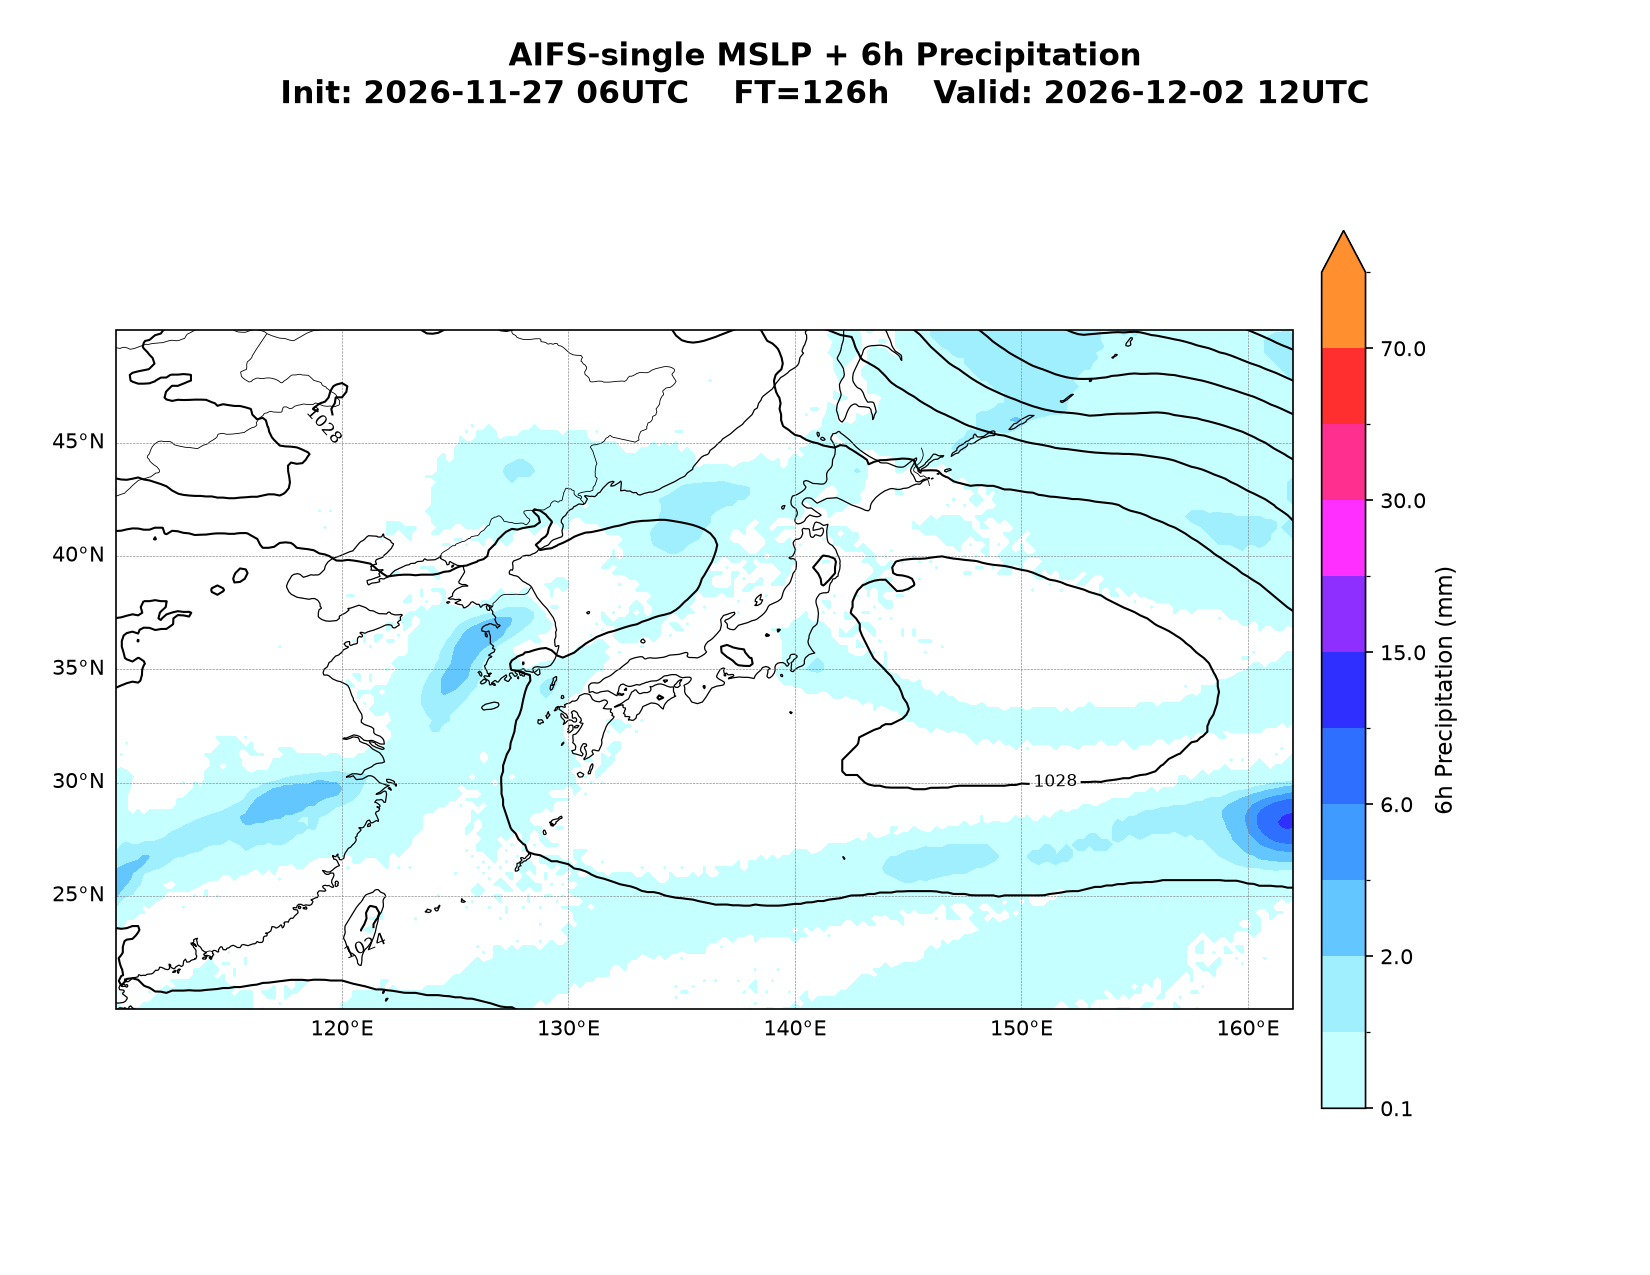 AIFS-single MSLP + 6h Precipitation
Init: 2026-11-27 06UTC    FT=126h    Valid: 2026-12-02 12UTC
70.0
30.0
15.0
6.0
2.0
0.1
6h Precipitation (mm)
45°N
40°N
35°N
30°N
25°N
1028
1028
1024
120°E
130°E
140°E
150°E
160°E